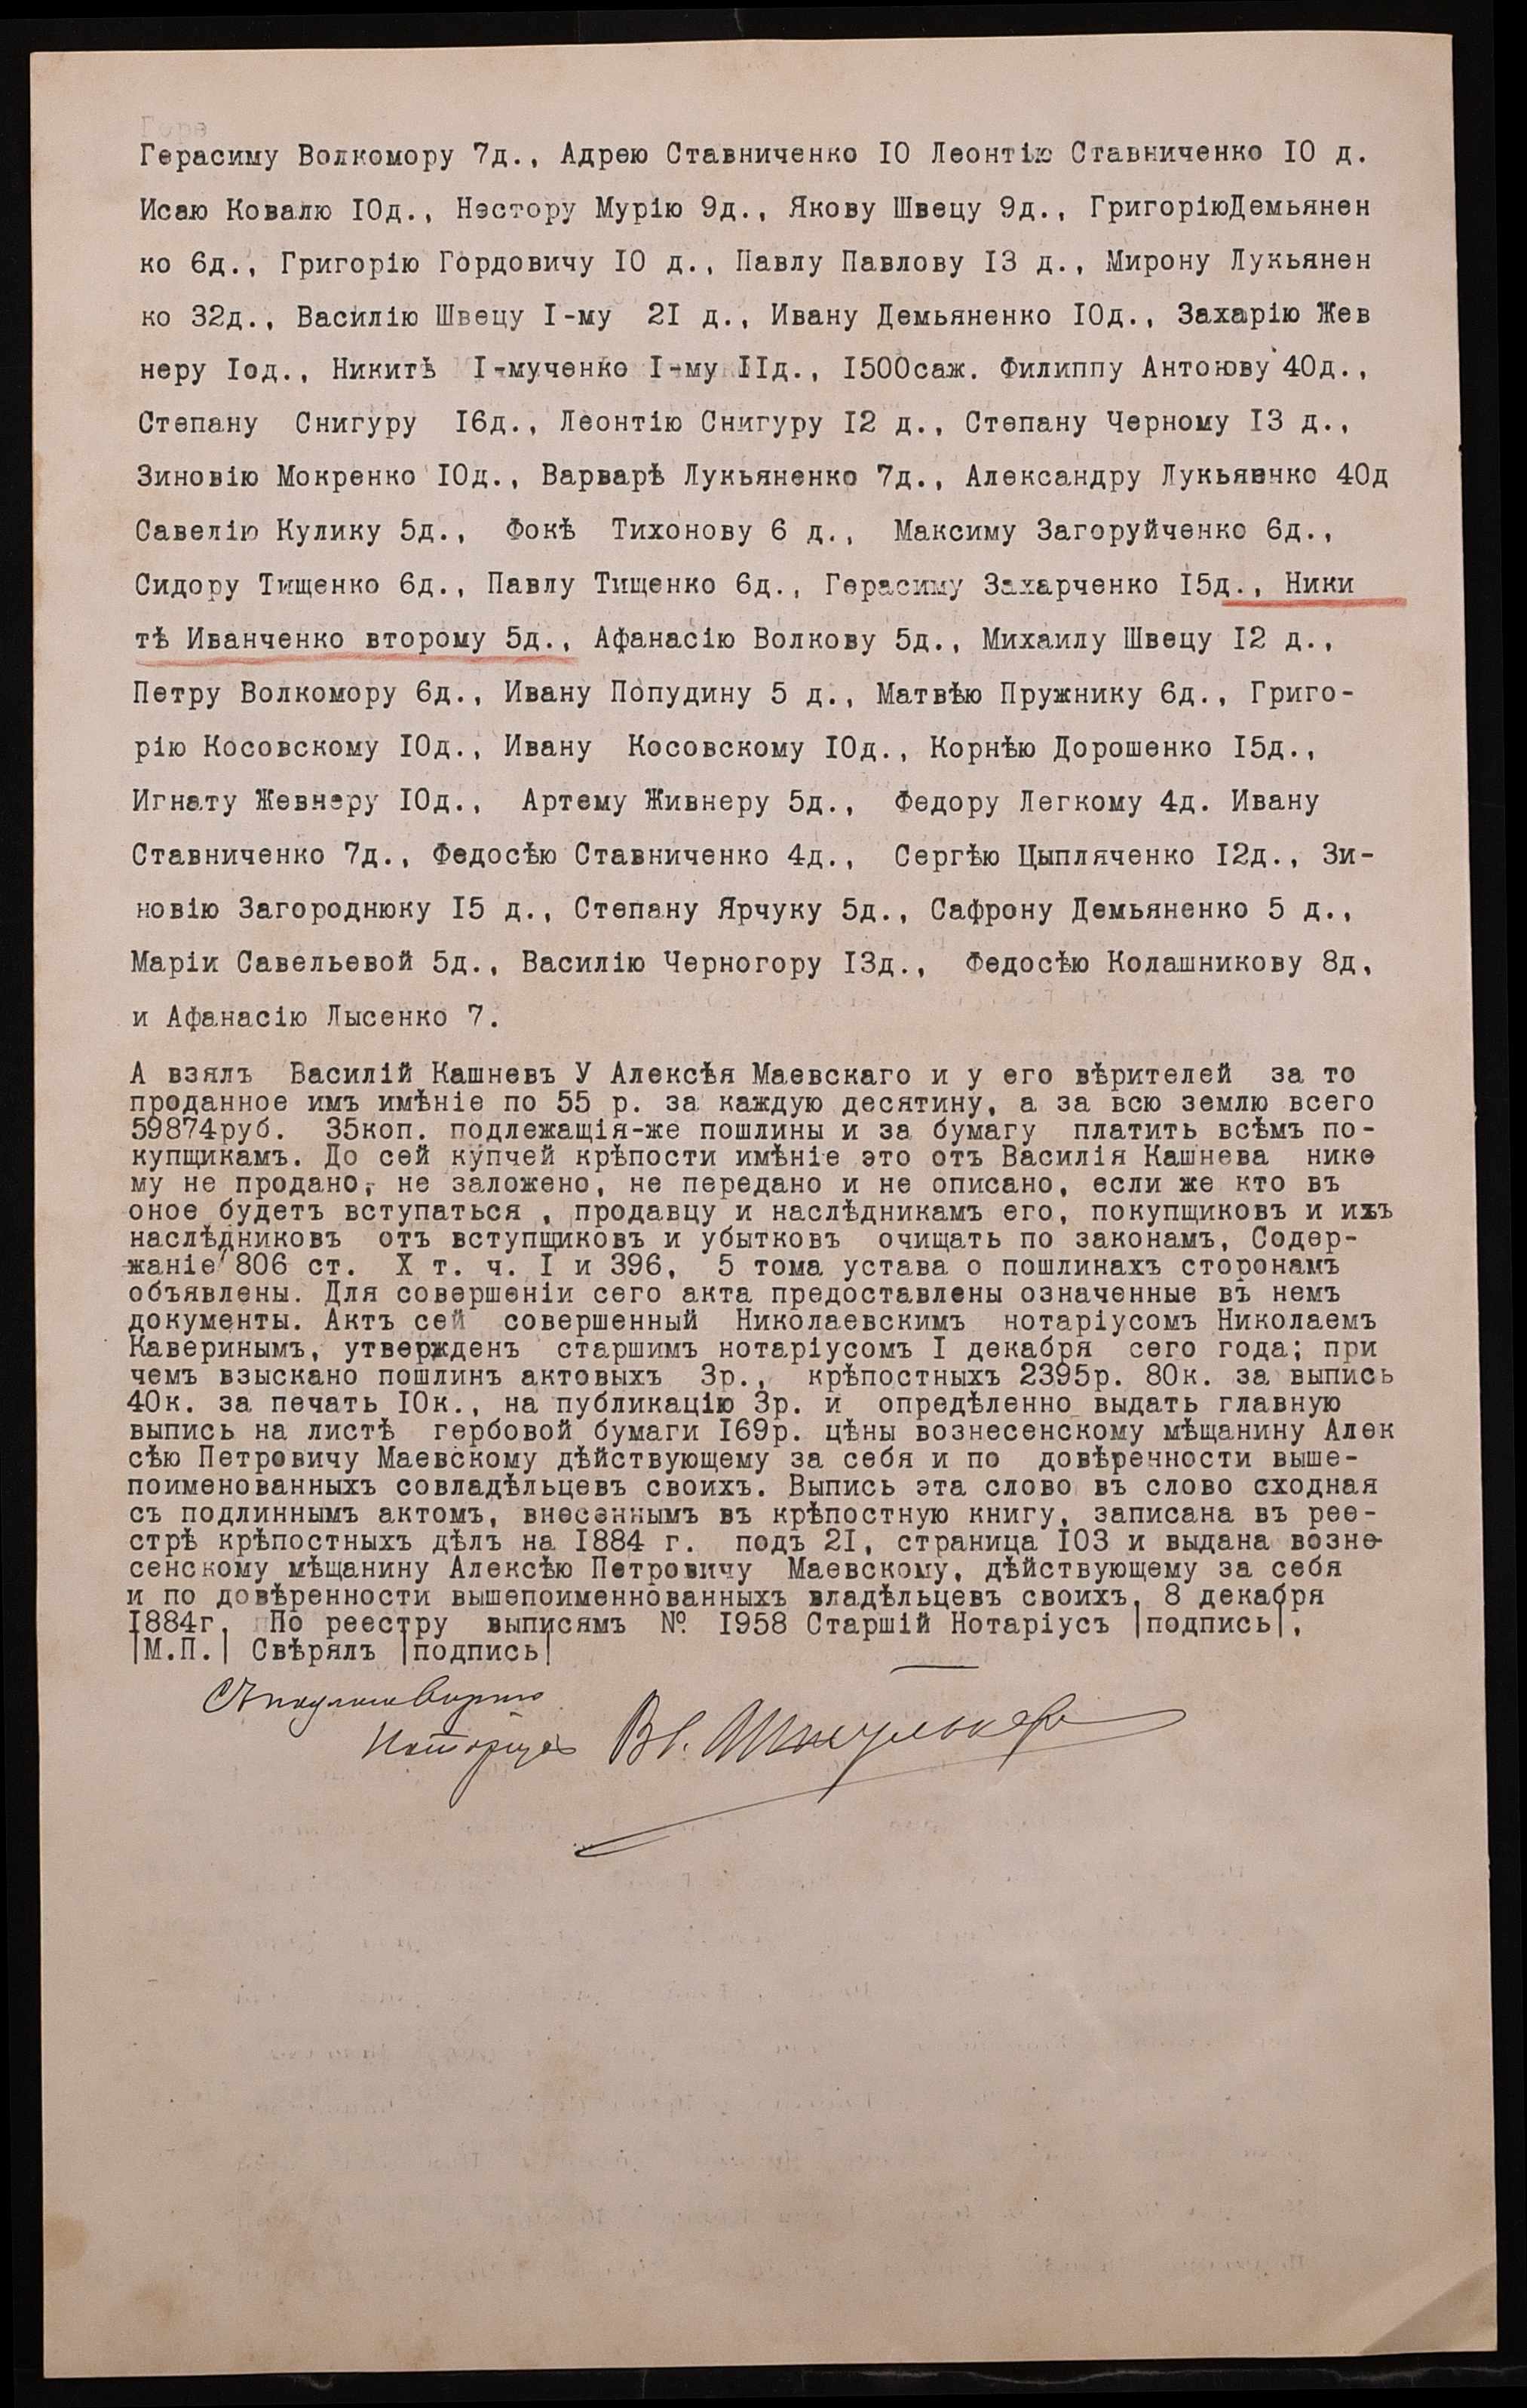 Герасиму Волкомору 7д., Адрею Ставниченко IO Леонтію Ставниченко IO д.
Исаю Ковалю IOд., Нестору Мурію 9д., Якову Швецу 9д., ГригоріюДемьянен
ко 6д., Григорію Гордовичу IO д., Павлу Павлову I3 д., Мирону Лукьянен
ко 32д., Василію Швецу I-му 2I д., Ивану Демьяненко IOд., Захарію Жев
неру Iод., Никитѣ I-мученко I-му IIд., I500саж. Филиппу Антоюву 40д.,
Степану Снигуру I6д., Леонтію Снигуру I2 д., Степану Черному I3 д.,
Зиновію Мокренко IOд., Варварѣ Лукьяненко 7д., Александру Лукьяенко 40д
Савелію Кулику 5д., Фокѣ Тихонову 6 д., Максиму Загоруйченко 6д.,
Сидору Тищенко 6д., Павлу Тищенко 6д., Герасиму Захарченко I5д., Ники
тѣ Иванченко второму 5д., Афанасію Волкову 5д., Михаилу Швецу I2 д.,
Петру Волкомору 6д., Ивану Попудину 5 д., Матвѣю Пружнику 6д., Григо-
рію Косовскому IOд., Ивану Косовскому IOд., Корнѣю Дорошенко I5д.,
Игнату Жевнеру IOд., Артему Живнеру 5д., Федору Легкому 4д. Ивану
Ставниченко 7д., Федосѣю Ставниченко 4д., Сергѣю Цыпляченко I2д., Зи-
новію Загороднюку I5 д., Степану Ярчуку 5д., Сафрону Демьяненко 5 д.,
Маріи Савельевой 5д., Василію Черногору I3д., Федосѣю Колашникову 8д,
и Афанасію Лысенко 7.
А взялъ Василій Кашневъ У Алексѣя Маевскаго и у его вѣрителей за то
проданное имъ имѣніе по 55 р. за каждую десятину, а за всю землю всего
59874руб. 35коп. подлежащія-же пошлины и за бумагу платить всѣмъ по-
купщикамъ. До сей купчей крѣпости имѣніе это отъ Василія Кашнева нико
му не продано, не заложено, не передано и не описано, если же кто въ
оное будетъ вступаться , продавцу и наслѣдникамъ его, покупщиковъ и ихъ
наслѣдниковъ отъ вступщиковъ и убытковъ очищать по законамъ, Содер-
жаніе 806 ст. X т. ч. I и 396, 5 тома устава о пошлинахъ сторонамъ
объявлены. Для совершеніи сего акта предоставлены означенные въ немъ
документы. Актъ сей совершенный Николаевскимъ нотаріусомъ Николаемъ
Каверинымъ, утвержденъ старшимъ нотаріусомъ I декабря сего года; при
чемъ взыскано пошлинъ актовыхъ 3р., крѣпостныхъ 2395р. 80к. за выпись
40к. за печать IOк., на публикацію 3р. и опредѣленно выдать главную
выпись на листѣ гербовой бумаги I69р. цѣны вознесенскому мѣщанину Алек
сѣю Петровичу Маевскому дѣйствующему за себя и по довѣренности выше-
поименованныхъ совладѣльцевъ своихъ. Выпись эта слово въ слово сходная
съ подлиннымъ актомъ, внесеннымъ въ крѣпостную книгу, записана въ рее-
стрѣ крѣпостныхъ дѣлъ на I884 г. подъ 2I, страница I03 и выдана возне-
сенскому мѣщанину Алексѣю Петровичу Маевскому, дѣйствующему за себя
и по довѣренности вышепоименнованныхъ владѣльцевъ своихъ, 8 декабря
I884г. По реестру выписямъ №. I958 Старшій Нотаріусъ |подпись|,
|М.П.| Свѣрялъ |подпись|
Нотаріусъ Вл.